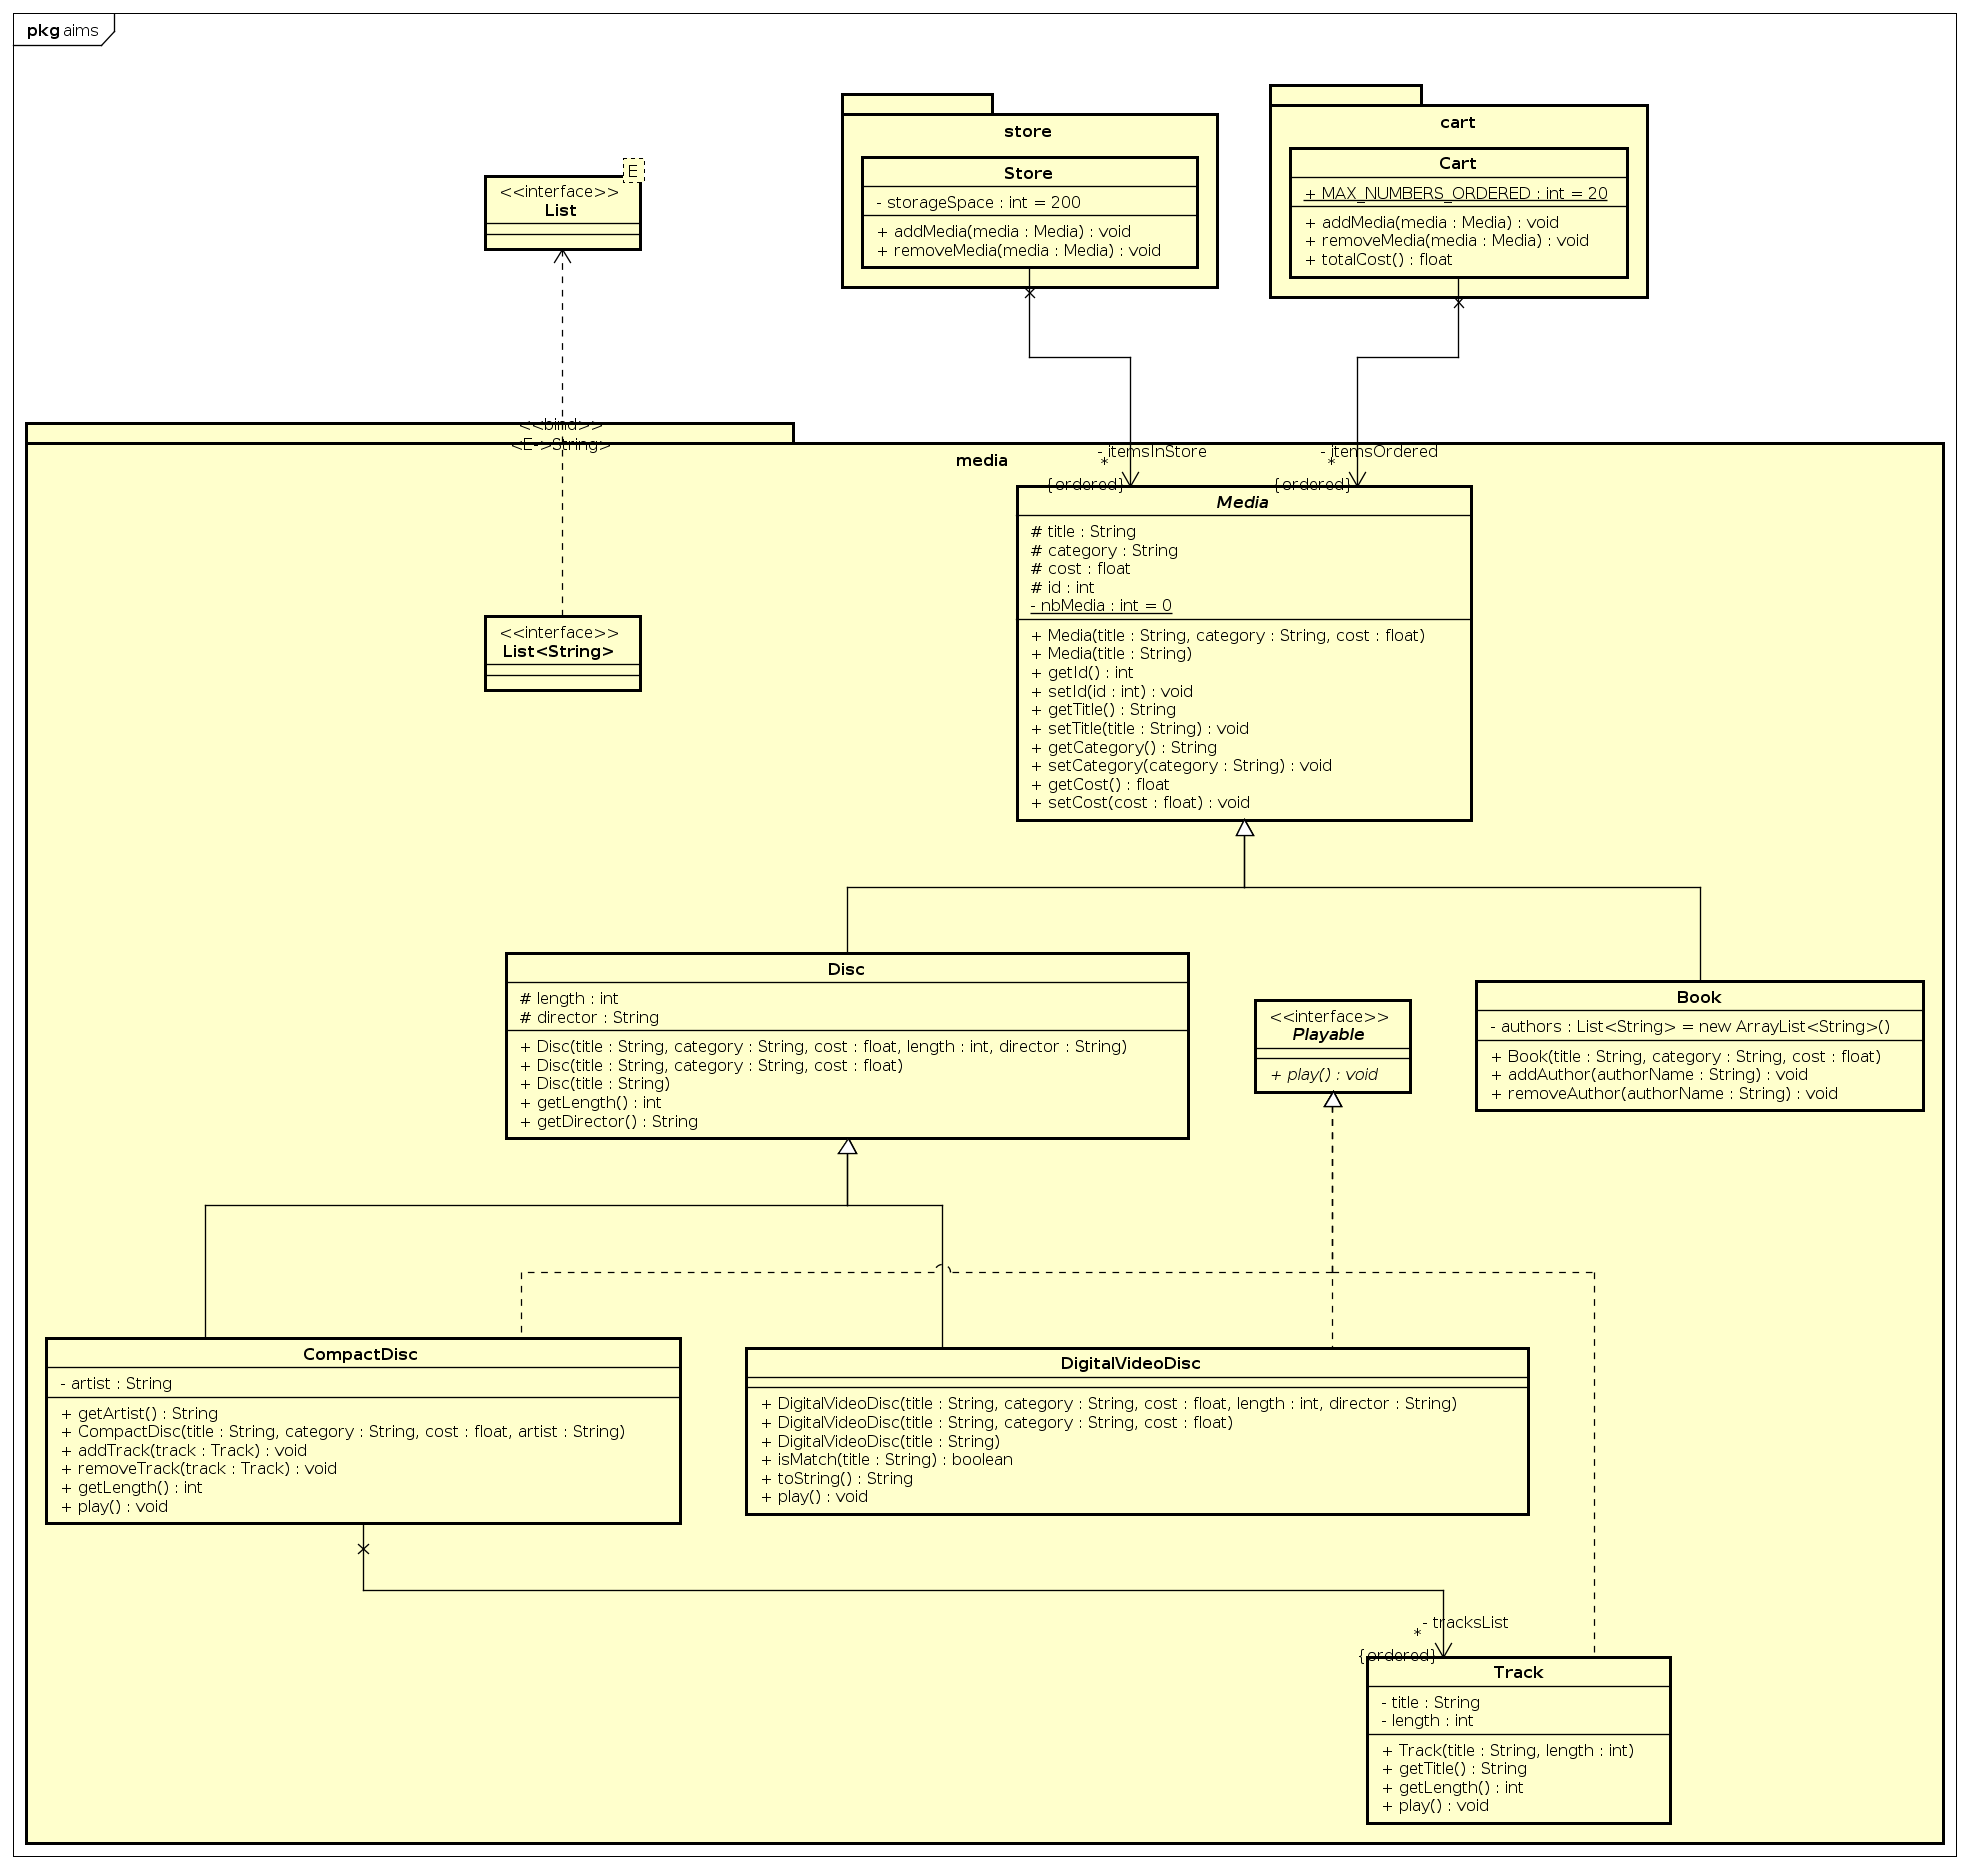 pkg aims
store
Store
- storageSpace : int = 200
+ addMedia(media : Media) : void
+ removeMedia(media : Media) : void
cart
Cart
+ MAX_NUMBERS_ORDERED : int = 20
+ addMedia(media : Media) : void
+ removeMedia(media : Media) : void
+ totalCost() : float
E
<<interface>>
List
<<bind>>
<E->String>
<<interface>>
List<String>
media
- itemsInStore
*
{ordered}
- itemsOrdered
*
{ordered}
Media
# title : String
# category : String
# cost : float
# id : int
- nbMedia : int = 0
+ Media(title : String, category : String, cost : float)
+ Media(title : String)
+ getId() : int
+ setId(id : int) : void
+ getTitle() : String
+ setTitle(title : String) : void
+ getCategory() : String
+ setCategory(category : String) : void
+ getCost() : float
+ setCost(cost : float) : void
Disc
# length : int
# director : String
+ Disc(title : String, category : String, cost : float, length : int, director : String)
+ Disc(title : String, category : String, cost : float)
+ Disc(title : String)
+ getLength() : int
+ getDirector() : String
<<interface>>
Playable
+ play() : void
Book
- authors : List<String> = new ArrayList<String>()
+ Book(title : String, category : String, cost : float)
+ addAuthor(authorName : String) : void
+ removeAuthor(authorName : String) : void
CompactDisc
- artist : String
+ getArtist() : String
+ CompactDisc(title : String, category : String, cost : float, artist : String)
+ addTrack(track : Track) : void
+ removeTrack(track : Track) : void
+ getLength() : int
+ play() : void
DigitalVideoDisc
+ DigitalVideoDisc(title : String, category : String, cost : float, length : int, director : String)
+ DigitalVideoDisc(title : String, category : String, cost : float)
+ DigitalVideoDisc(title : String)
+ isMatch(title : String) : boolean
+ toString() : String
+ play() : void
- tracksList
*
{ordered}
Track
- title : String
- length : int
+ Track(title : String, length : int)
+ getTitle() : String
+ getLength() : int
+ play() : void